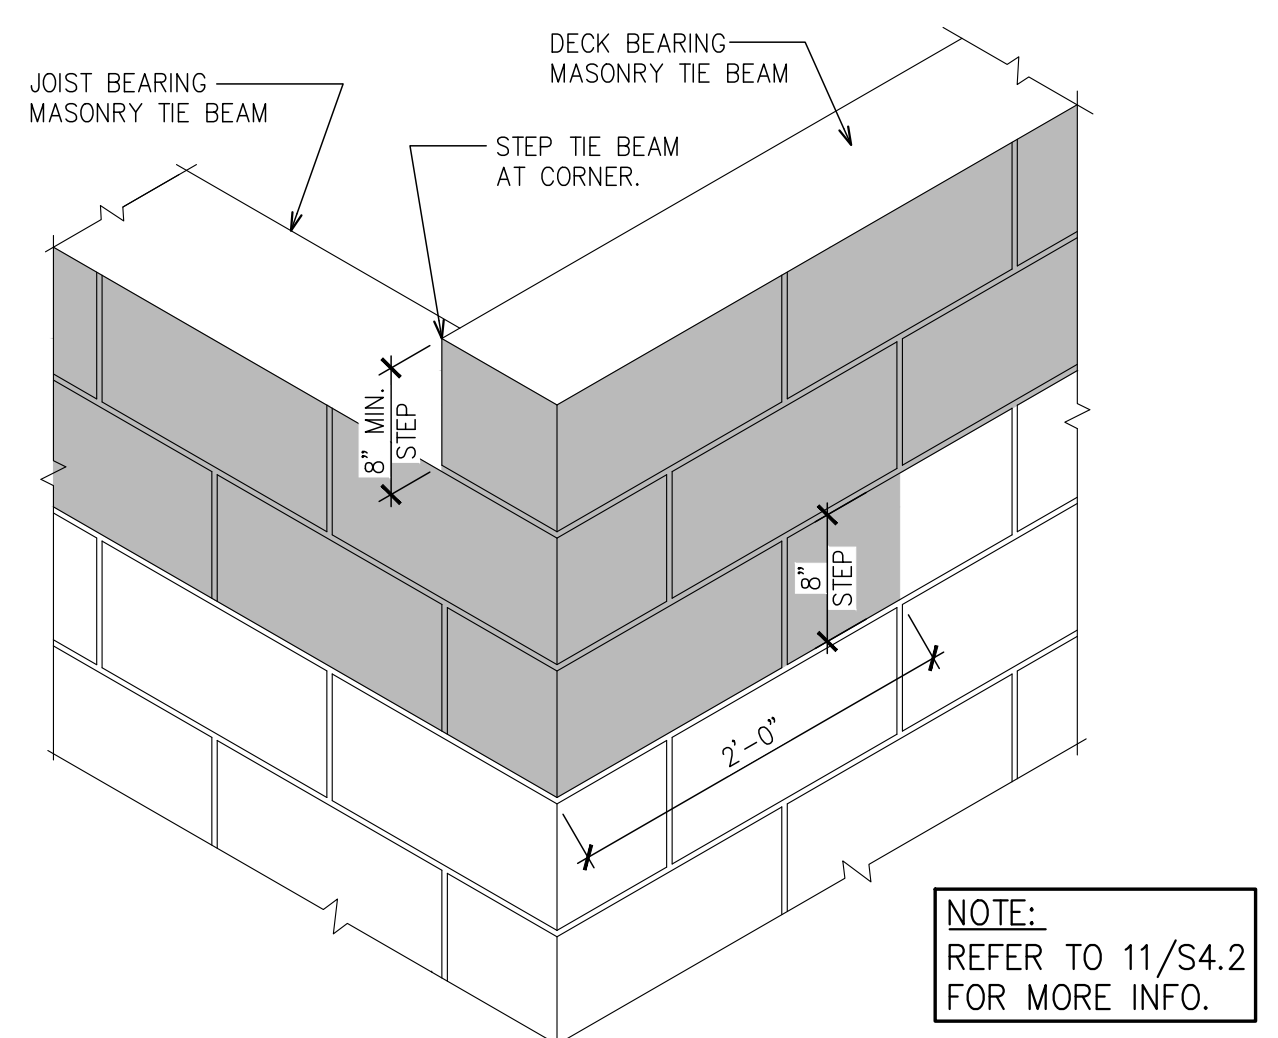 DECK BEARING
MASONRY TIE BEAM
JOIST BEARING
MASONRY TIE BEAM
STEP TIE BEAM
AT CORNER.
8" MIN.
STEP
8"
STEP
2'-0"
NOTE:
REFER TO 11/S4.2
FOR MORE INFO.